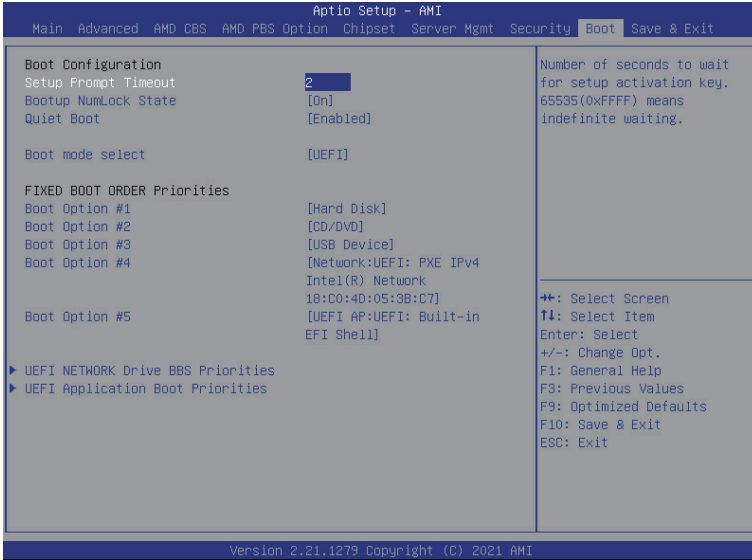 Aptio Setup – AMI
Main Advanced AMD CBS AMD PBS Option Chipset Server Mgmt Security Boot Save & Exit
Boot Configuration
Setup Prompt Timeout 2
Bootup NumLock State [On]
Quiet Boot [Enabled]
Boot mode select [UEFI]
FIXED BOOT ORDER Priorities
Boot Option #1 [Hard Disk]
Boot Option #2 [CD/DVD]
Boot Option #3 [USB Device]
Boot Option #4 [Network:UEFI: PXE IPv4
Intel(R) Network
18:C0:4D:05:3B:C7]
Boot Option #5 [UEFI AP:UEFI: Built-in
EFI Shell]
UEFI NETWORK Drive BBS Priorities
UEFI Application Boot Priorities
Number of seconds to wait
for setup activation key.
65535(0xFFFF) means
indefinite waiting.
→←: Select Screen
↑↓: Select Item
Enter: Select
+/-: Change Opt.
F1: General Help
F3: Previous Values
F9: Optimized Defaults
F10: Save & Exit
ESC: Exit
Version 2.21.1279 Copyright (C) 2021 AMI